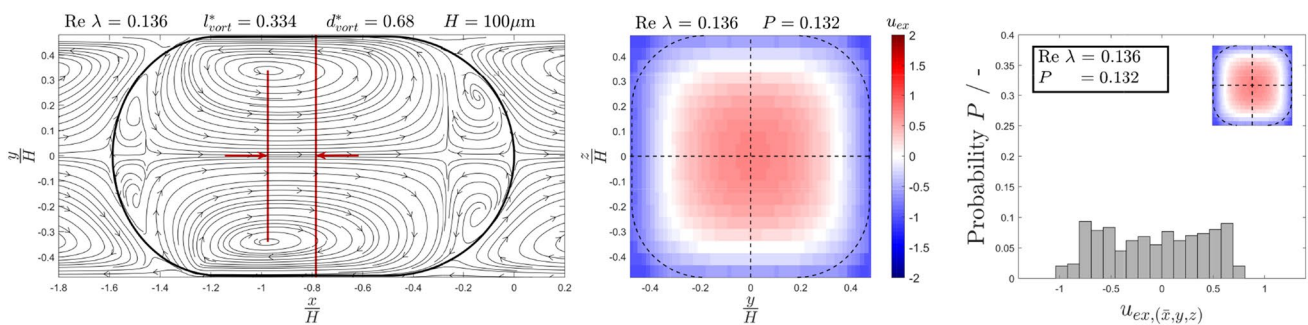 Re λ = 0.136 l*vort = 0.334 d*vort = 0.68 H = 100μm
0.4
0.3
0.2
0.1
0
-0.1
-0.2
-0.3
-0.4
y/H
-1.8 -1.6 -1.4 -1.2 -1 -0.8 -0.6 -0.4 -0.2 0 0.2
x/H
Re λ = 0.136 P = 0.132 u_ex
0.4
0.3
0.2
0.1
0
-0.1
-0.2
-0.3
-0.4
z/H
-0.4 -0.2 0 0.2 0.4
y/H
2
1.5
1
0.5
0
-0.5
-1
-1.5
-2
Re λ = 0.136
P = 0.132
Probability P / -
0.4
0.35
0.3
0.25
0.2
0.15
0.1
0.05
0
-1 -0.5 0 0.5 1
u_ex,(x̄,y,z)